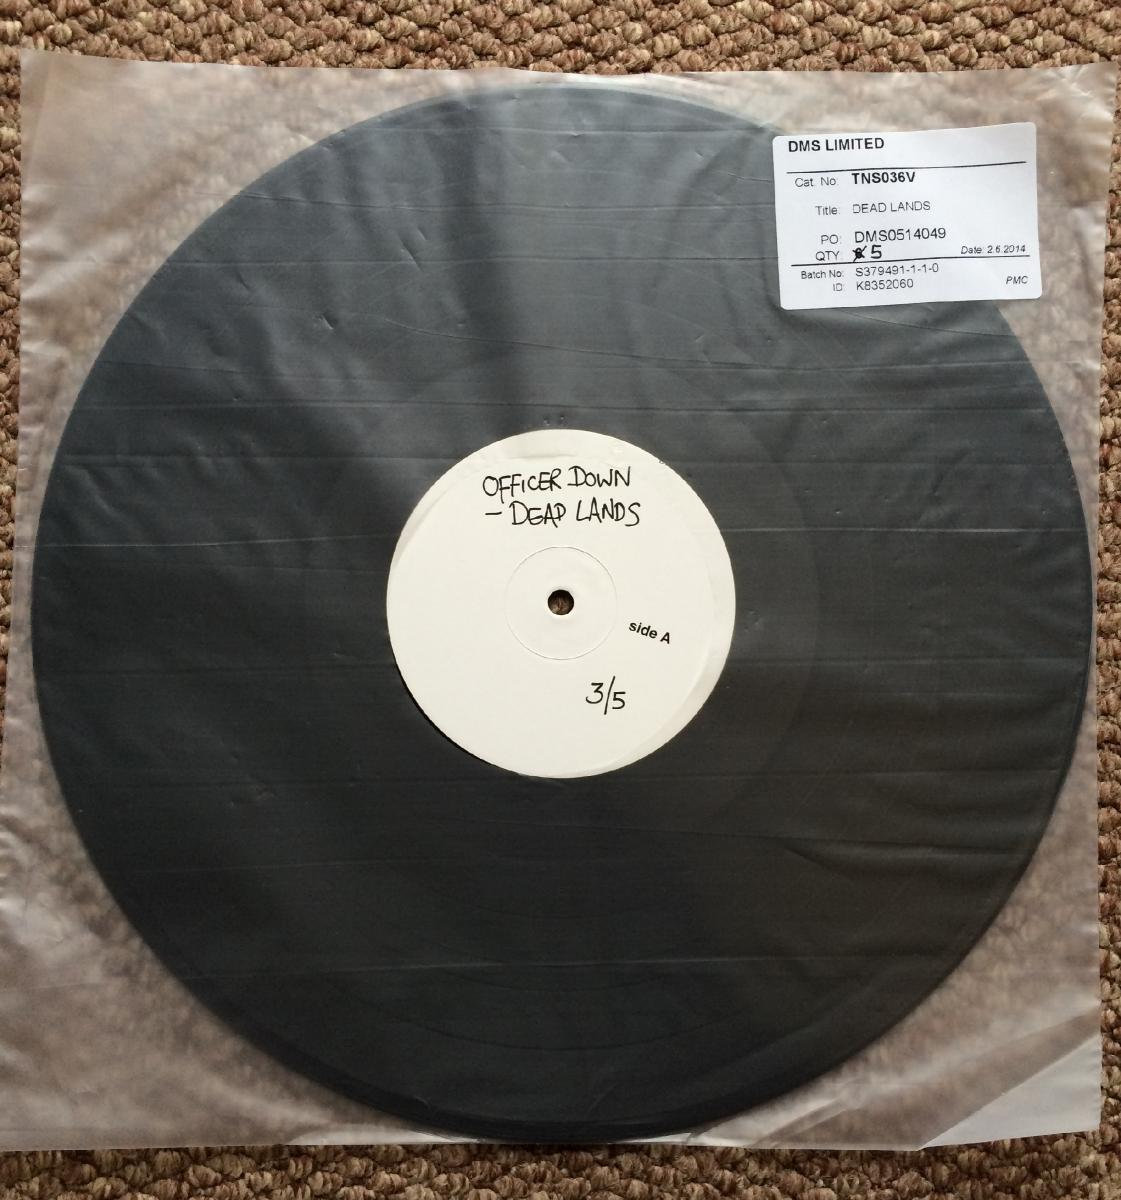 DMS LIMITED
Cat. No: TNS036V
Title: DEAD LANDS
PO: DMS0514049
QTY: 5
Date: 2.6.2014
Batch No: S379491-1-1-0
ID: K8352060
PMC
OFFICER DOWN
- DEAD LANDS
side A
3/5